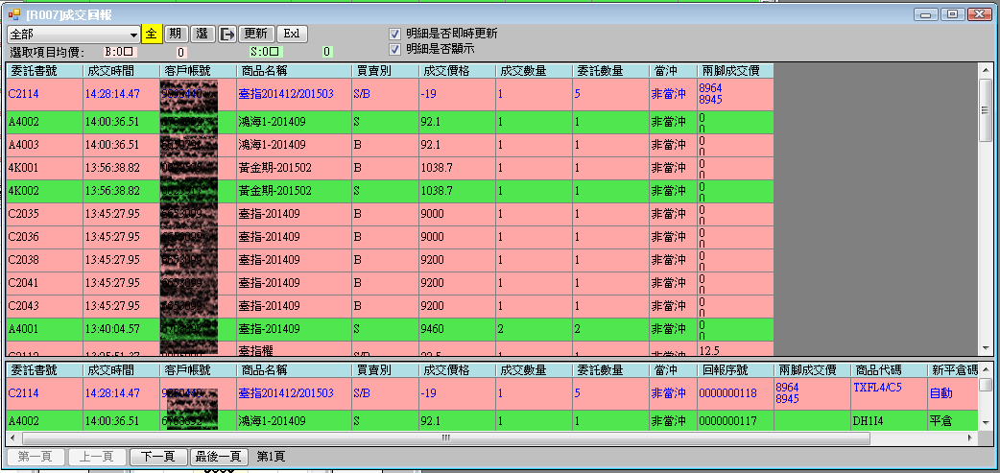 [R007]成交回報
全部 全 期 選 更新 Exl 明細是否即時更新
選取項目均價: B:0口 0 S:0口 0 明細是否顯示
委託書號 成交時間 客戶帳號 商品名稱 買賣別 成交價格 成交數量 委託數量 當沖 兩腳成交價
C2114 14:28:14.47 臺指201412/201503 S/B -19 1 5 非當沖 8964
8945
A4002 14:00:36.51 鴻海1-201409 S 92.1 1 1 非當沖 0
0
A4003 14:00:36.51 鴻海1-201409 B 92.1 1 1 非當沖 0
0
4K001 13:56:38.82 黃金期-201502 B 1038.7 1 1 非當沖 0
0
4K002 13:56:38.82 黃金期-201502 S 1038.7 1 1 非當沖 0
0
C2035 13:45:27.95 臺指-201409 B 9000 1 1 非當沖 0
0
C2036 13:45:27.95 臺指-201409 B 9000 1 1 非當沖 0
0
C2038 13:45:27.95 臺指-201409 B 9200 1 1 非當沖 0
0
C2041 13:45:27.95 臺指-201409 B 9200 1 1 非當沖 0
0
C2043 13:45:27.95 臺指-201409 B 9200 1 1 非當沖 0
0
A4001 13:40:04.57 臺指-201409 S 9460 2 2 非當沖 0
0
臺指權 12.5
委託書號 成交時間 客戶帳號 商品名稱 買賣別 成交價格 成交數量 委託數量 當沖 回報序號 兩腳成交價 商品代碼 新平倉碼
C2114 14:28:14.47 臺指201412/201503 S/B -19 1 5 非當沖 0000000118 8964 TXFL4/C5 自動
8945
A4002 14:00:36.51 鴻海1-201409 S 92.1 1 1 非當沖 0000000117 DH1I4 平倉
第一頁 上一頁 下一頁 最後一頁 第1頁